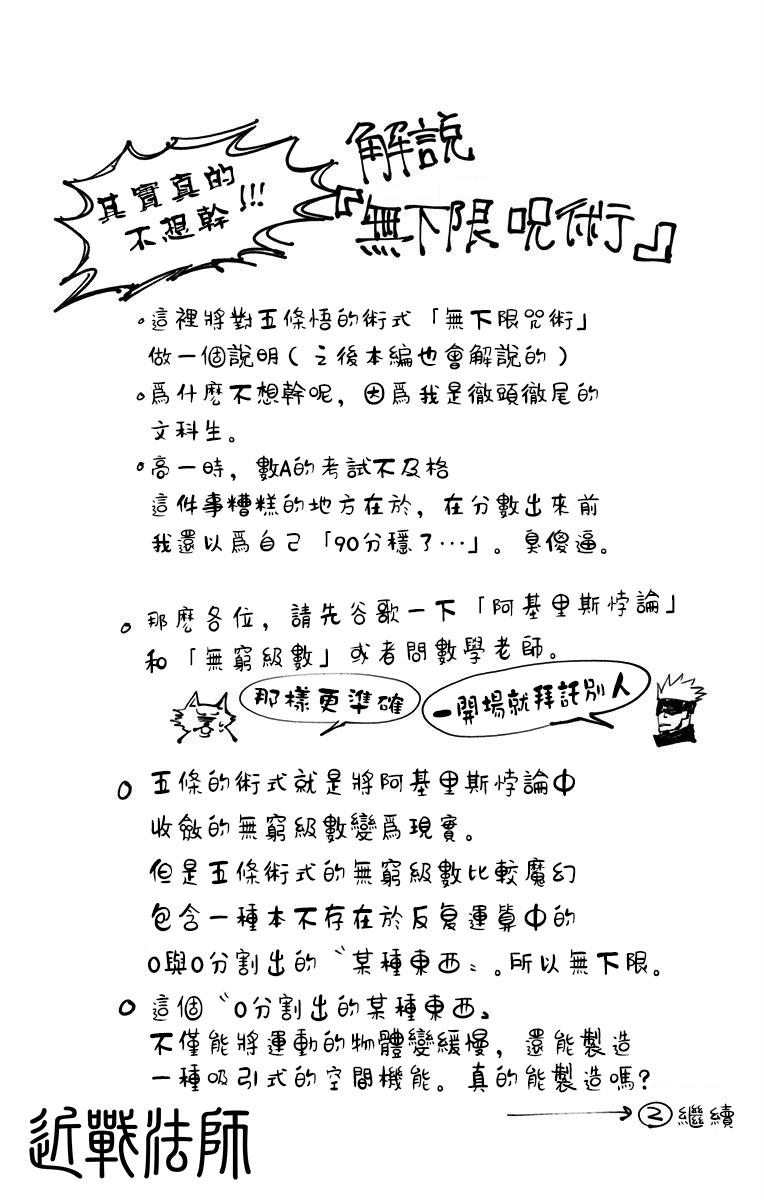 其實真的
不想幹!!!
解說
『無下限呪術』
。這裡將對五條悟的術式「無下限咒術」
做一個說明(之後本編也會解說的)
。爲什麽不想幹呢,因爲我是徹頭徹尾的
文科生。
。高一時,數A的考試不及格
這件事糟糕的地方在於,在分數出來前
我還以爲自己「90分穩了…」。臭傻逼。
。那麽各位,請先谷歌一下「阿基里斯悖論」
和「無窮級數」或者問數學老師。
那樣更準確
一開場就拜託別人
。五條的術式就是將阿基里斯悖論中
收斂的無窮級數變爲現實。
但是五條術式的無窮級數比較魔幻
包含一種本不存在於反复運算中的
0與0分割出的〝某種東西〟。所以無下限。
。這個〝0分割出的某種東西〟
不僅能將運動的物體變緩慢,還能製造
一種吸引式的空間機能。真的能製造嗎?
→②繼續
近戰法師